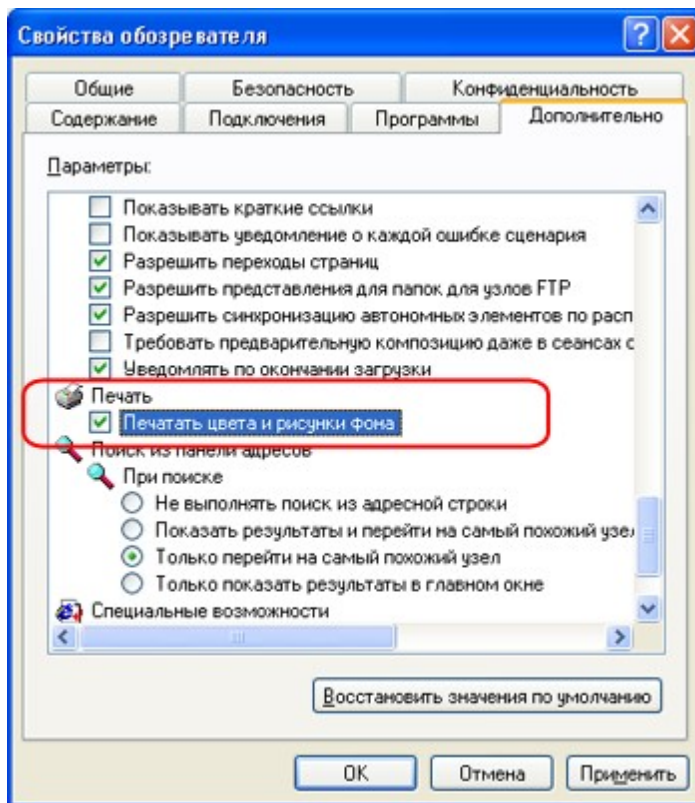 Свойства обозревателя
Общие Безопасность Конфиденциальность
Содержание Подключения Программы Дополнительно
Параметры:
Показывать краткие ссылки
Показывать уведомление о каждой ошибке сценария
Разрешить переходы страниц
Разрешить представления для папок для узлов FTP
Разрешить синхронизацию автономных элементов по расп
Требовать предварительную композицию даже в сеансах с
Уведомлять по окончании загрузки
Печать
Печатать цвета и рисунки фона
Поиск из панели адресов
При поиске
Не выполнять поиск из адресной строки
Показать результаты и перейти на самый похожий узел
Только перейти на самый похожий узел
Только показать результаты в главном окне
Специальные возможности
Восстановить значения по умолчанию
OK Отмена Применить